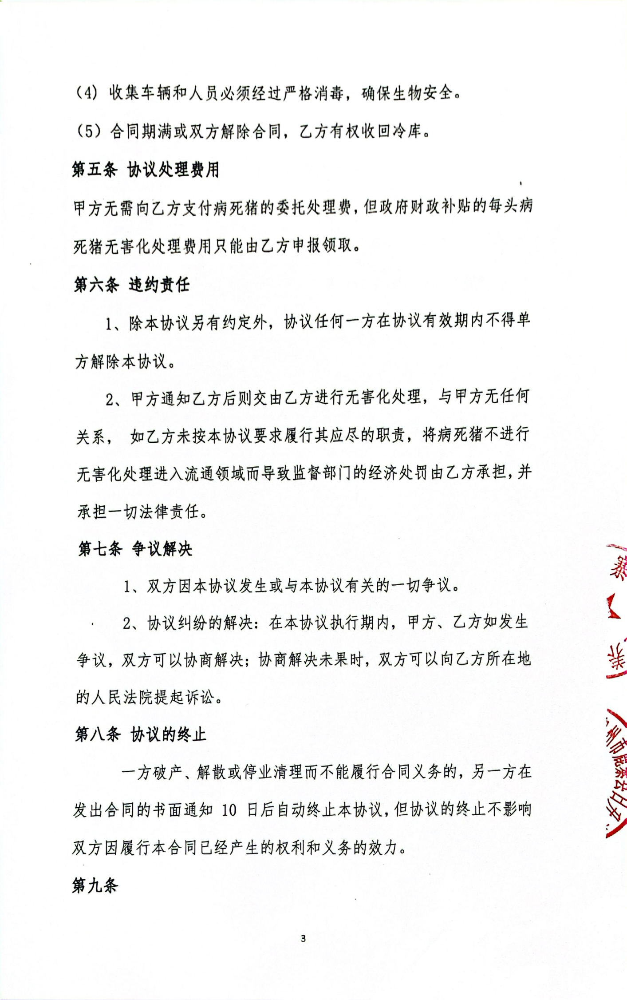 （4）收集车辆和人员必须经过严格消毒，确保生物安全。
（5）合同期满或双方解除合同，乙方有权收回冷库。
第五条 协议处理费用
甲方无需向乙方支付病死猪的委托处理费，但政府财政补贴的每头病
死猪无害化处理费用只能由乙方申报领取。
第六条 违约责任
1、除本协议另有约定外，协议任何一方在协议有效期内不得单
方解除本协议。
2、甲方通知乙方后则交由乙方进行无害化处理，与甲方无任何
关系， 如乙方未按本协议要求履行其应尽的职责，将病死猪不进行
无害化处理进入流通领域而导致监督部门的经济处罚由乙方承担，并
承担一切法律责任。
第七条 争议解决
1、双方因本协议发生或与本协议有关的一切争议。
2、协议纠纷的解决：在本协议执行期内，甲方、乙方如发生
争议，双方可以协商解决；协商解决未果时，双方可以向乙方所在地
的人民法院提起诉讼。
第八条 协议的终止
一方破产、解散或停业清理而不能履行合同义务的，另一方在
发出合同的书面通知 10 日后自动终止本协议，但协议的终止不影响
双方因履行本合同已经产生的权利和义务的效力。
第九条
养
州市
3